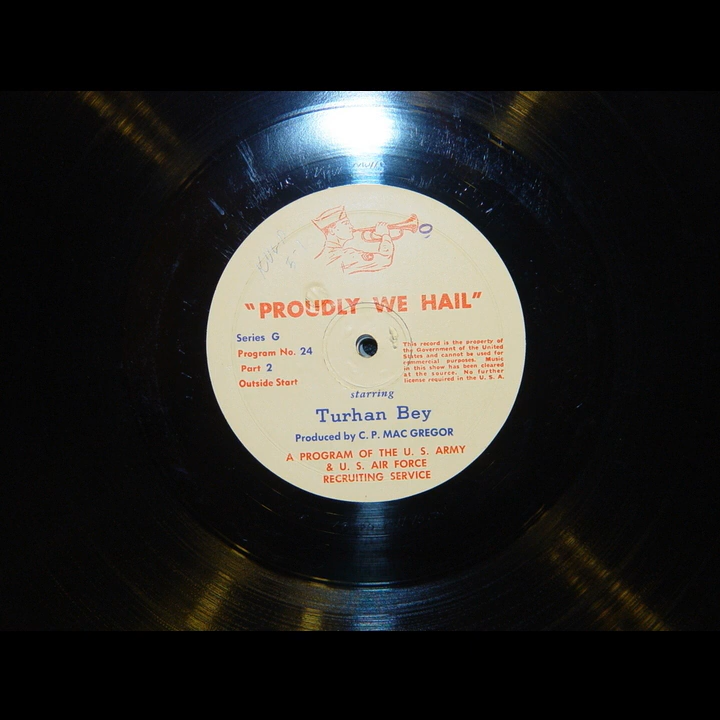 "PROUDLY WE HAIL"
Series G
Program No. 24
Part 2
Outside Start
This record is the property of
the Government of the United
States and cannot be used for
commercial purposes. Music
in this show has been cleared
at the source. No further
license required in the U. S. A.
starring
Turhan Bey
Produced by C. P. MAC GREGOR
A PROGRAM OF THE U. S. ARMY
& U. S. AIR FORCE
RECRUITING SERVICE